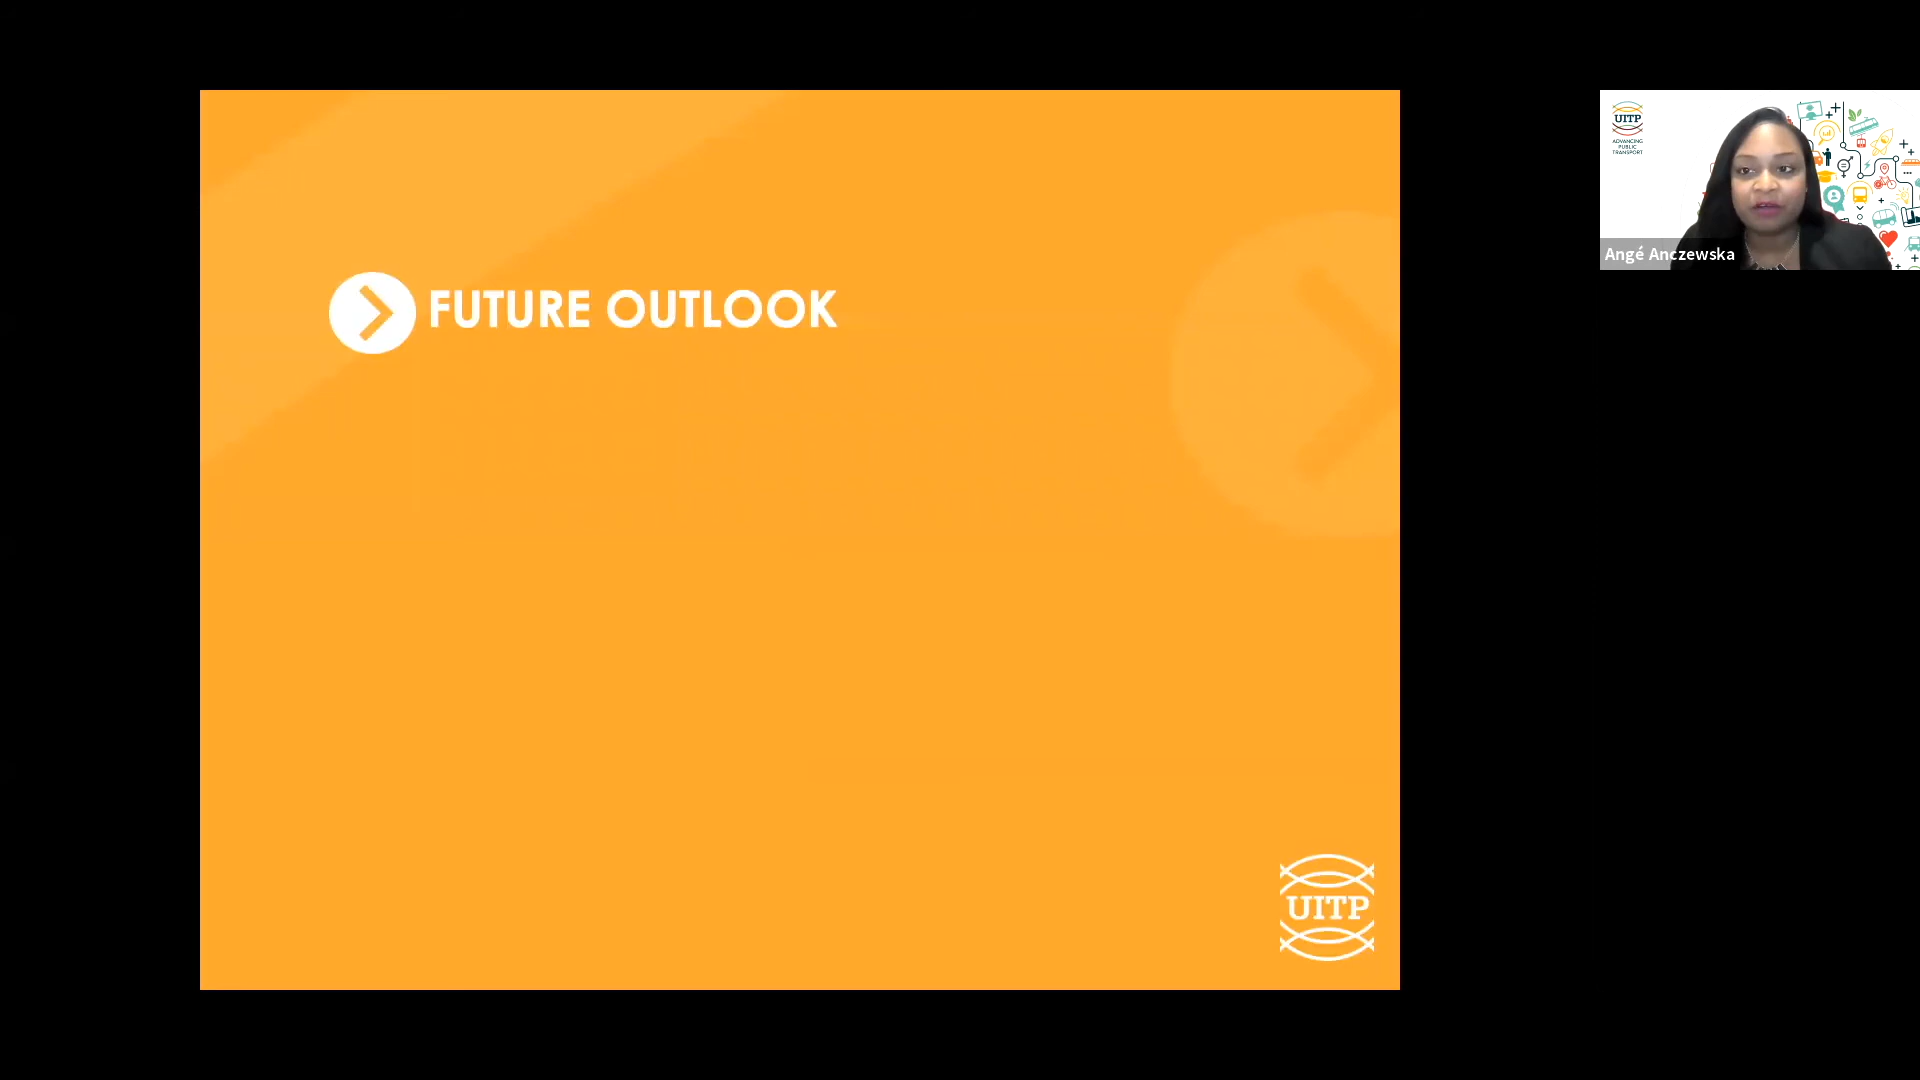 FUTURE OUTLOOK
UITP
UITP
ADVANCING
PUBLIC
TRANSPORT
Angé Anczewska